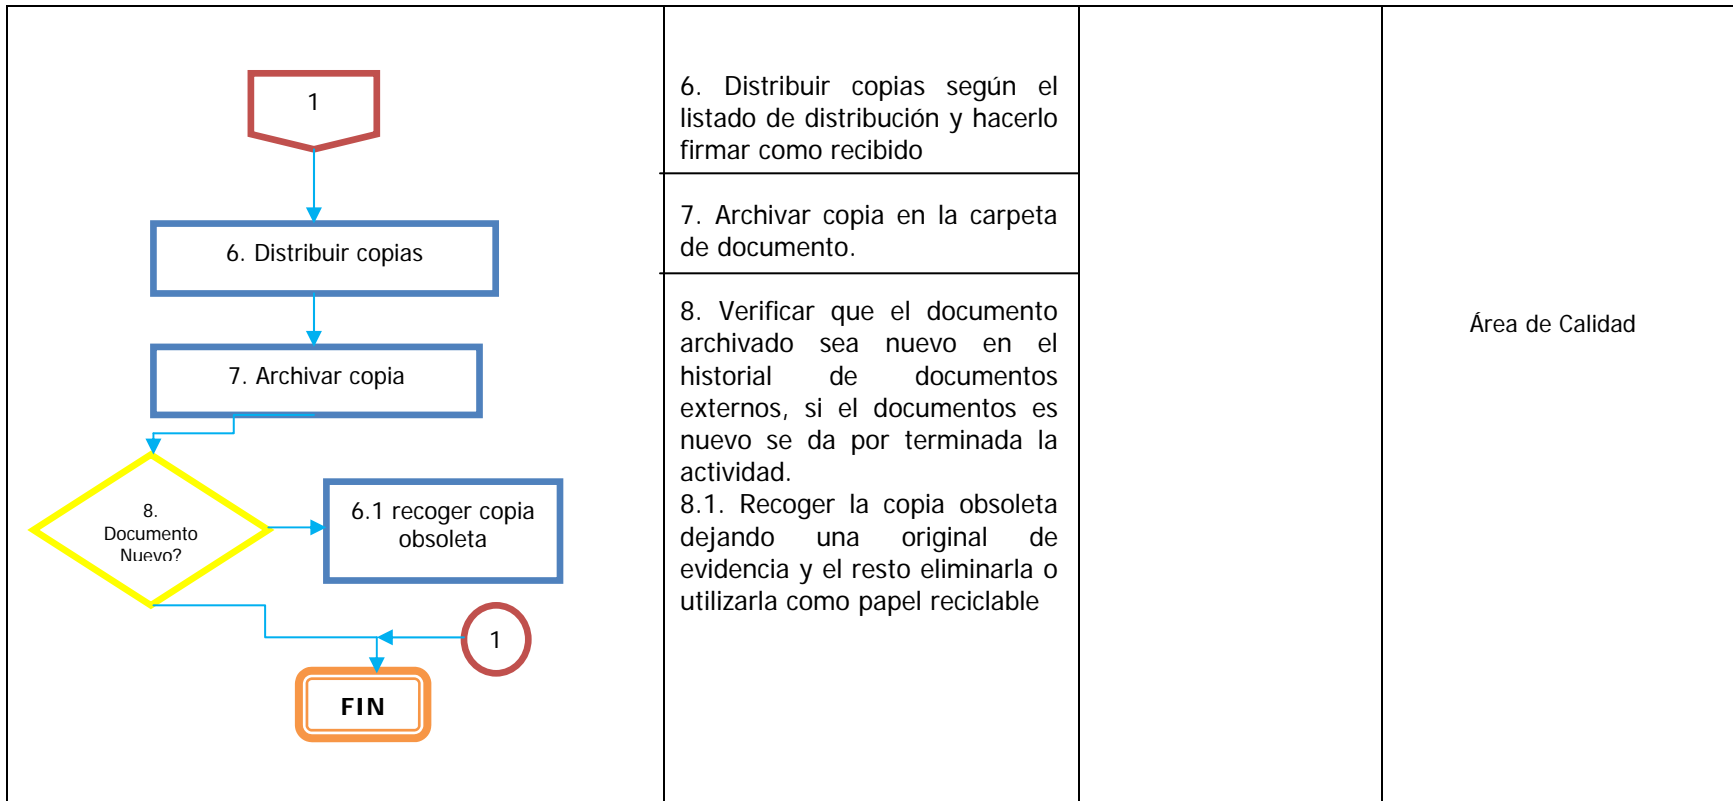 1
6. Distribuir copias
7. Archivar copia
8.
Documento
Nuevo?
6.1 recoger copia
obsoleta
1
FIN
6. Distribuir copias según el
listado de distribución y hacerlo
firmar como recibido
7. Archivar copia en la carpeta
de documento.
8. Verificar que el documento
archivado sea nuevo en el
historial de documentos
externos, si el documentos es
nuevo se da por terminada la
actividad.
8.1. Recoger la copia obsoleta
dejando una original de
evidencia y el resto eliminarla o
utilizarla como papel reciclable
Área de Calidad